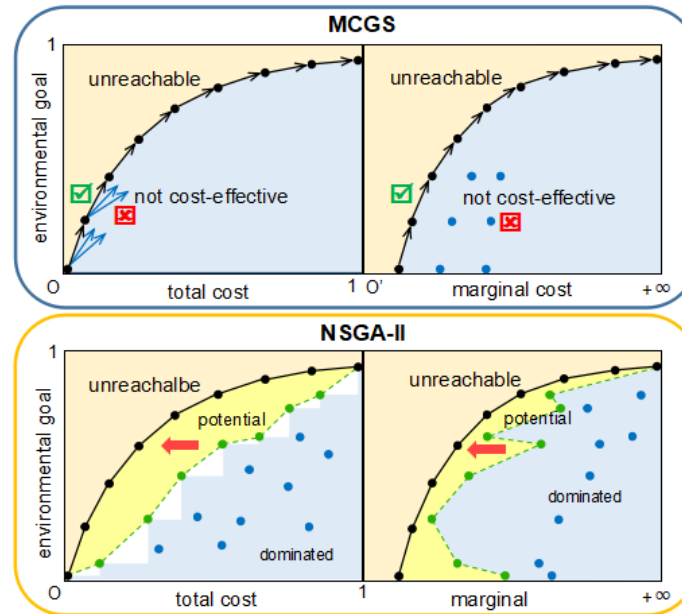 MCGS
1
unreachable
unreachable
not cost-effective
not cost-effective
environmental goal
O
total cost
1
O'
marginal cost
+∞
NSGA-II
1
unreachalbe
unreachable
potential
potential
dominated
dominated
environmental goal
O
total cost
1
marginal
+∞